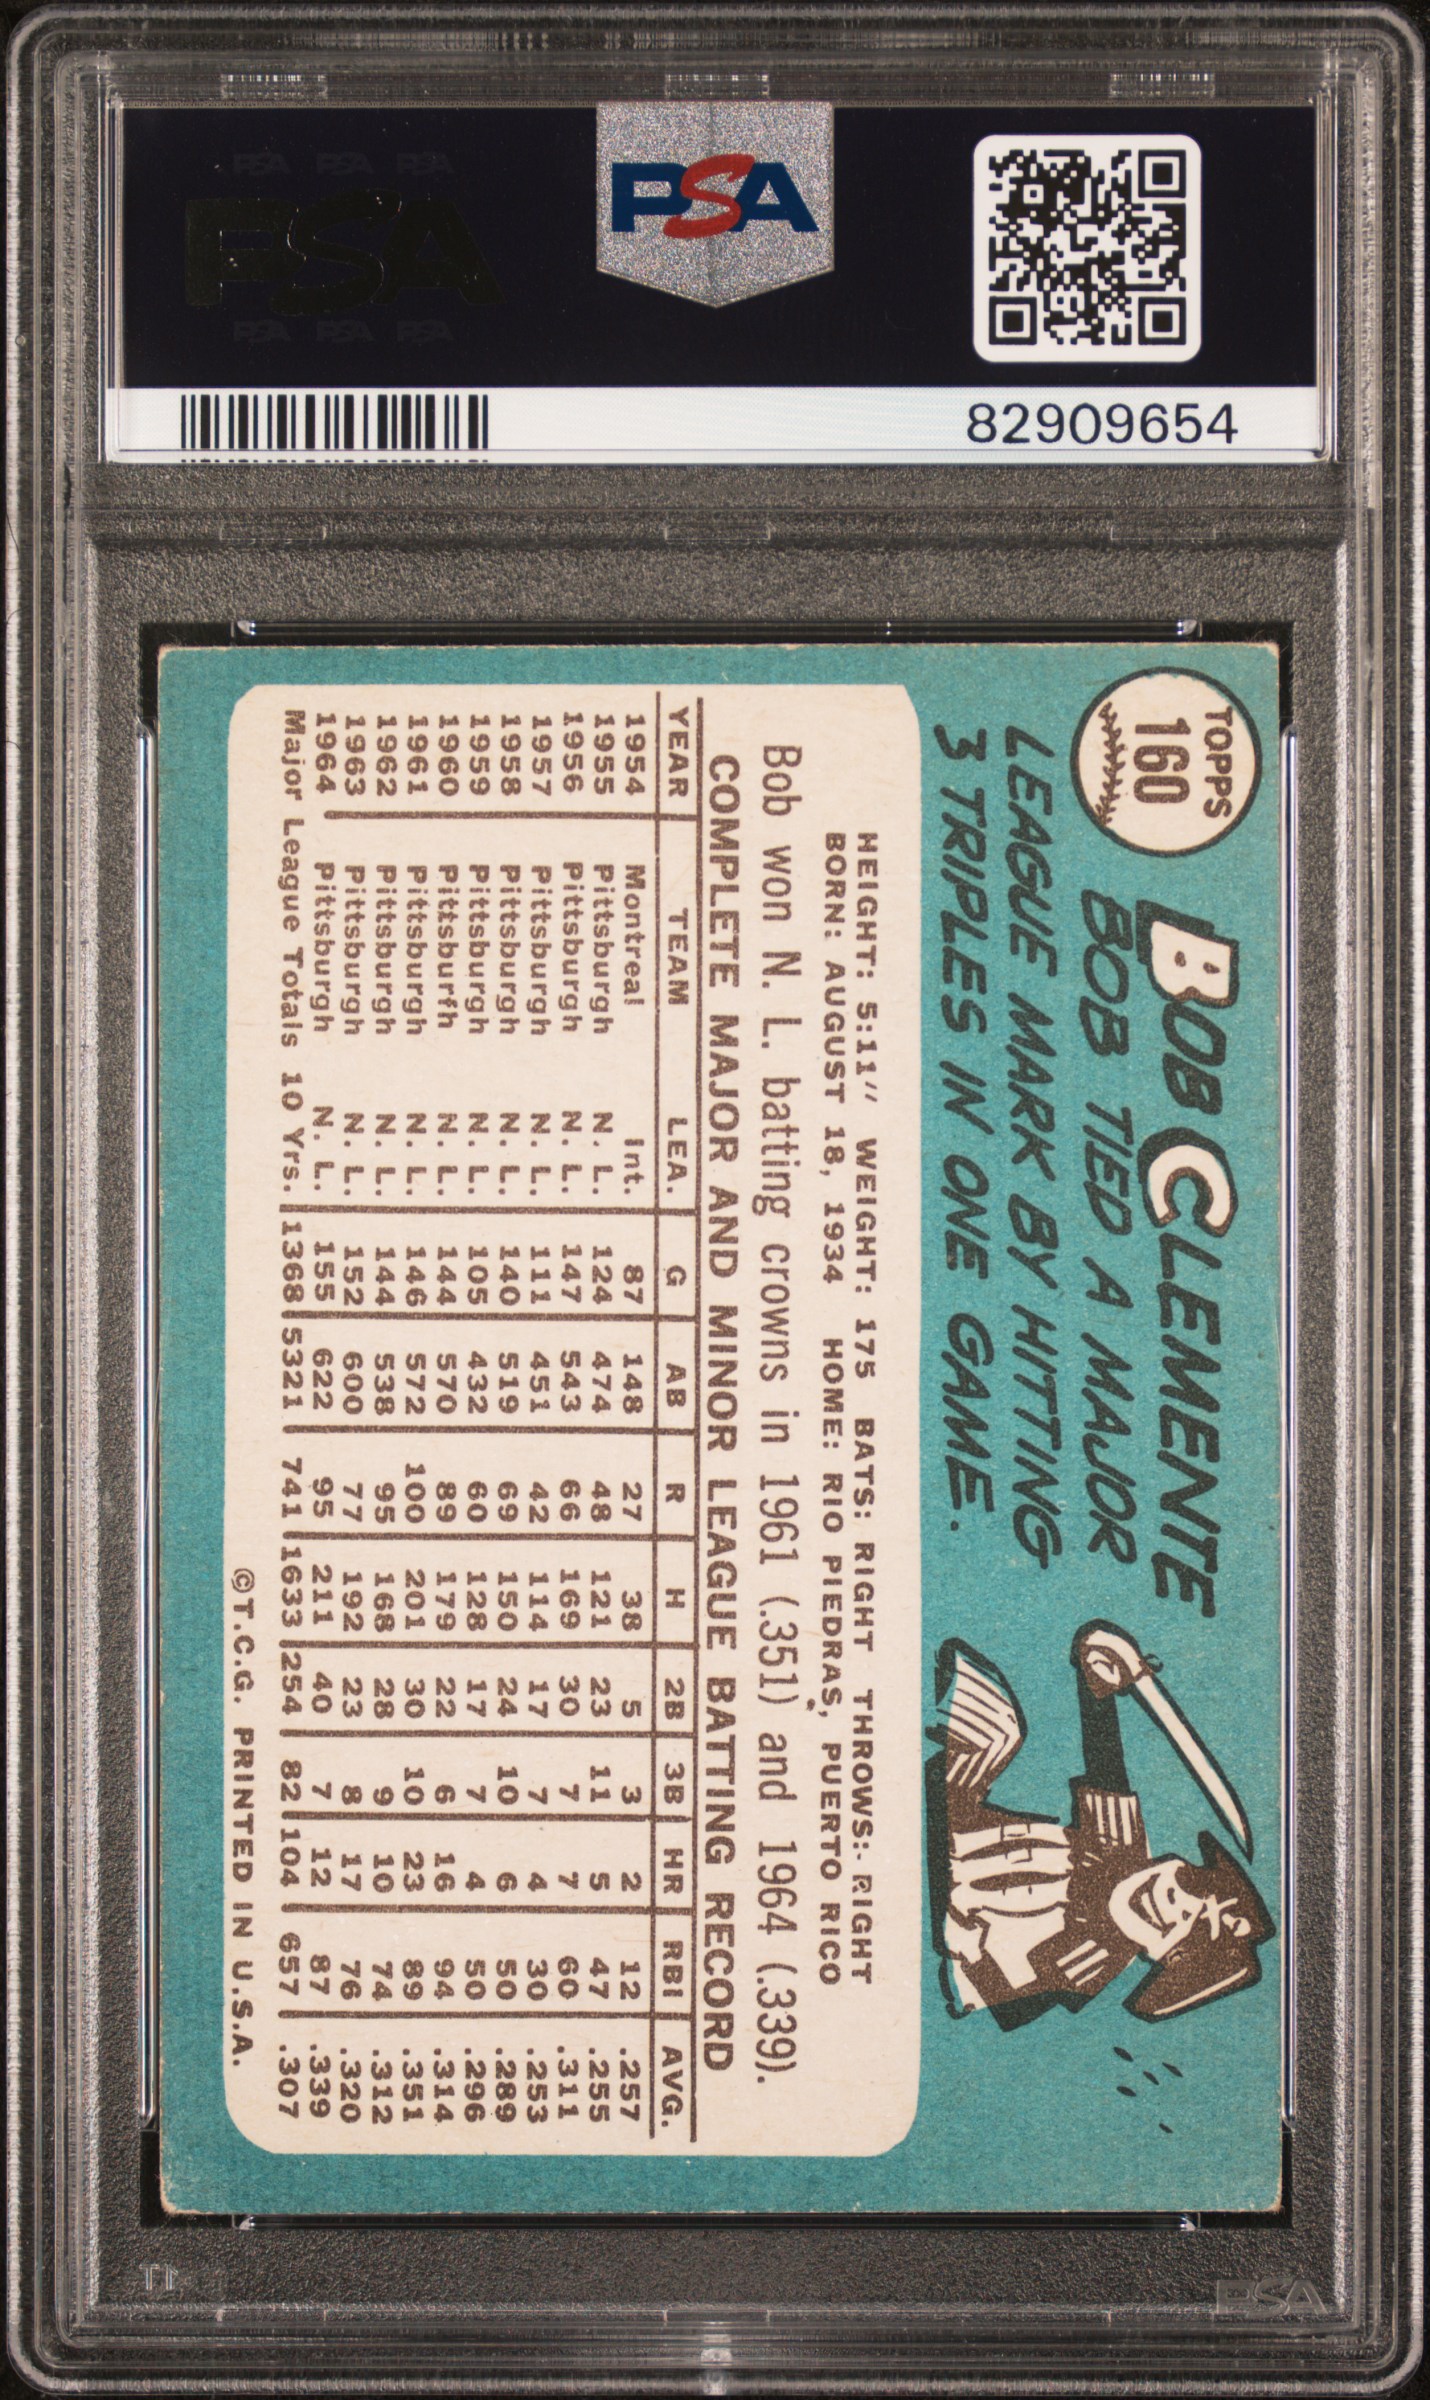 PSA PSA PSA
PSA
PSA PSA PSA
PSA
82909654
TOPPS
160
BOB CLEMENTE
BOB TIED A MAJOR
LEAGUE MARK BY HITTING
3 TRIPLES IN ONE GAME.
HEIGHT: 5:11" WEIGHT: 175 BATS: RIGHT THROWS: RIGHT
BORN: AUGUST 18, 1934 HOME: RIO PIEDRAS, PUERTO RICO
Bob won N. L. batting crowns in 1961 (.351) and 1964 (.339).
COMPLETE MAJOR AND MINOR LEAGUE BATTING RECORD
YEAR TEAM LEA. G AB R H 2B 3B HR RBI AVG.
1954 Montreal Int. 87 148 27 38 5 3 2 12 .257
1955 Pittsburgh N. L. 124 474 48 121 23 11 5 47 .255
1956 Pittsburgh N. L. 147 543 66 169 30 7 7 60 .311
1957 Pittsburgh N. L. 111 451 42 114 17 7 4 30 .253
1958 Pittsburgh N. L. 140 519 69 150 24 10 6 50 .289
1959 Pittsburgh N. L. 105 432 60 128 17 7 4 50 .296
1960 Pittsburfh N. L. 144 570 89 179 22 6 16 94 .314
1961 Pittsburgh N. L. 146 572 100 201 30 10 23 89 .351
1962 Pittsburgh N. L. 144 538 95 168 28 9 10 74 .312
1963 Pittsburgh N. L. 152 600 77 192 23 8 17 76 .320
1964 Pittsburgh N. L. 155 622 95 211 40 7 12 87 .339
Major League Totals 10 Yrs. 1368 5321 741 1633 254 82 104 657 .307
©T.C.G. PRINTED IN U.S.A.
PSA